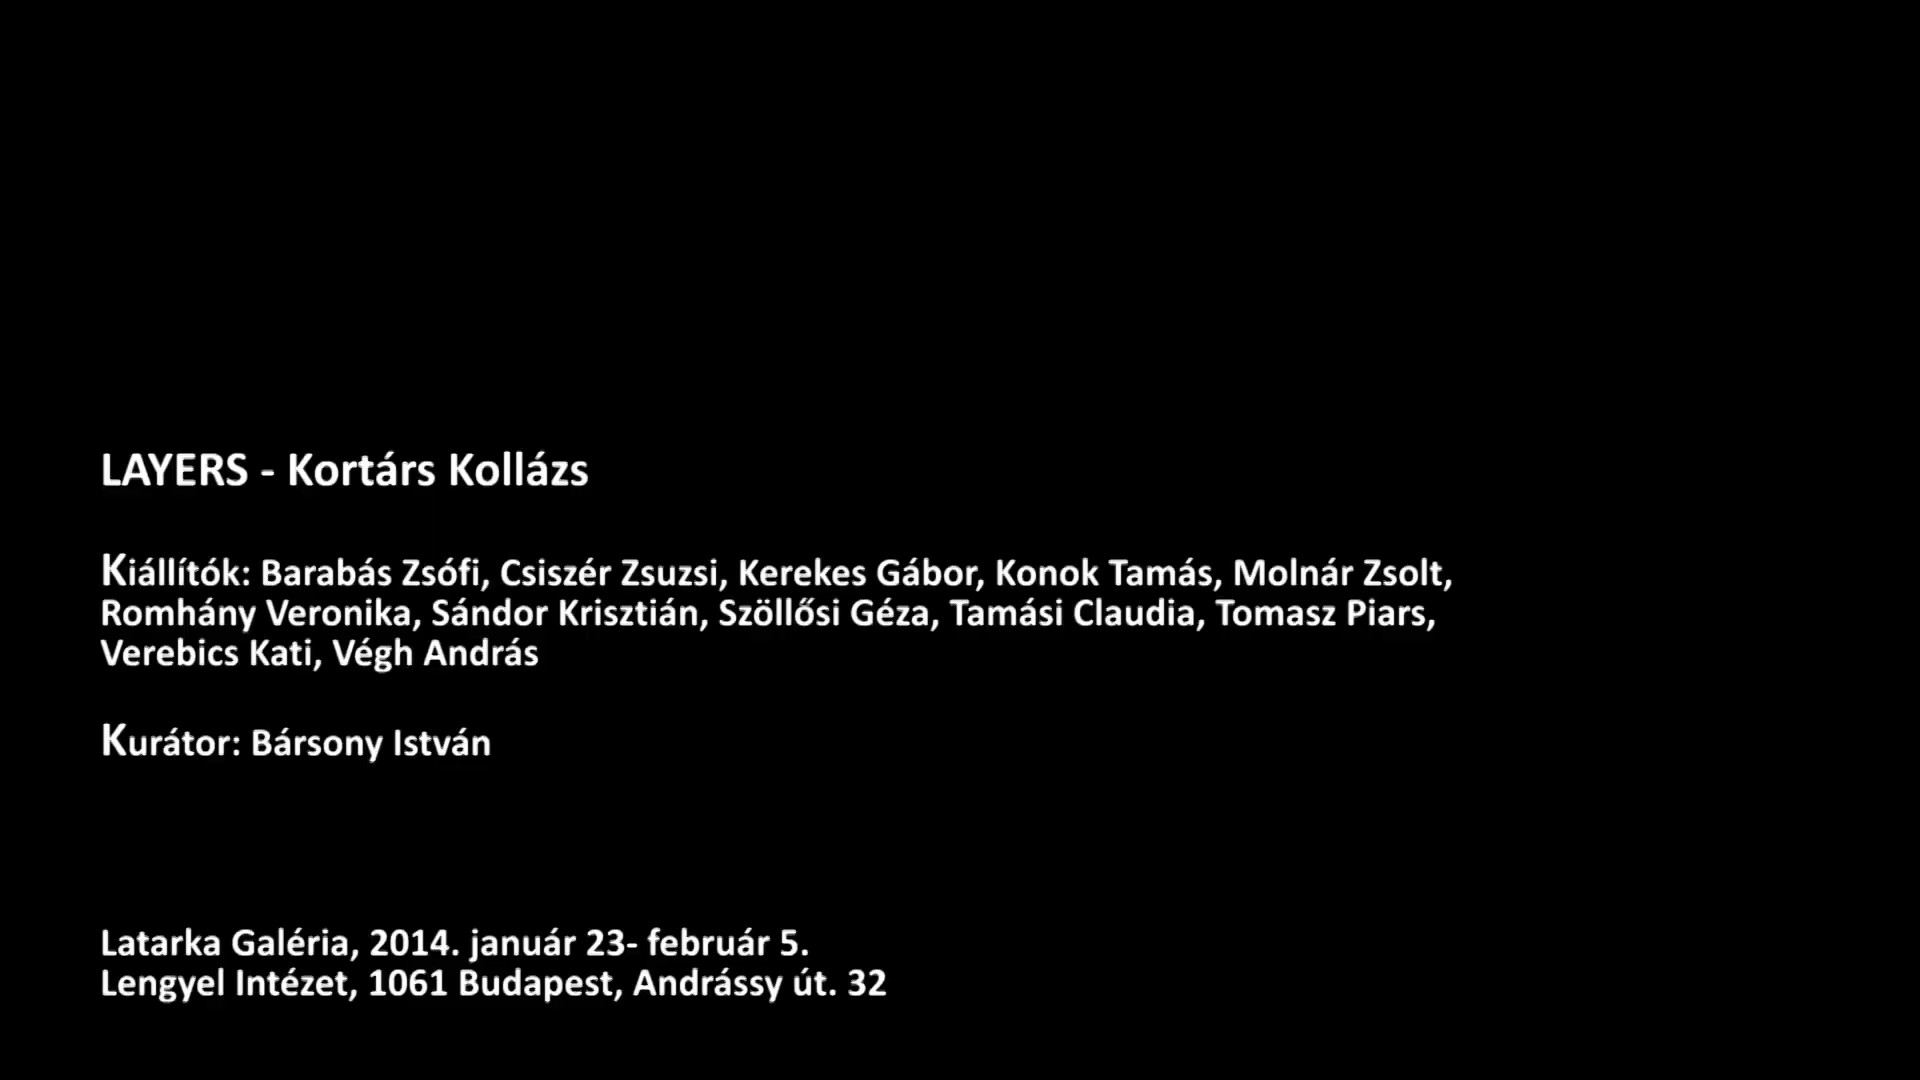 LAYERS - Kortárs Kollázs
Kiállítók: Barabás Zsófi, Csiszér Zsuzsi, Kerekes Gábor, Konok Tamás, Molnár Zsolt,
Romhány Veronika, Sándor Krisztián, Szöllősi Géza, Tamási Claudia, Tomasz Piars,
Verebics Kati, Végh András
Kurátor: Bársony István
Latarka Galéria, 2014. január 23- február 5.
Lengyel Intézet, 1061 Budapest, Andrássy út. 32